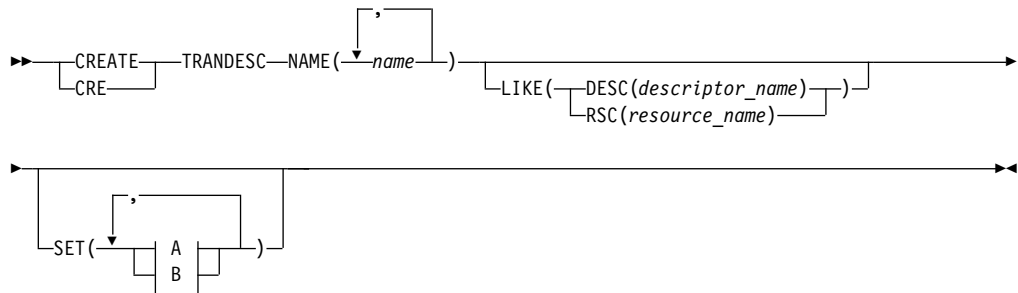 ,
CREATE TRANDESC NAME( name )
CRE LIKE( DESC(descriptor_name) )
RSC(resource_name)
,
SET( A )
B